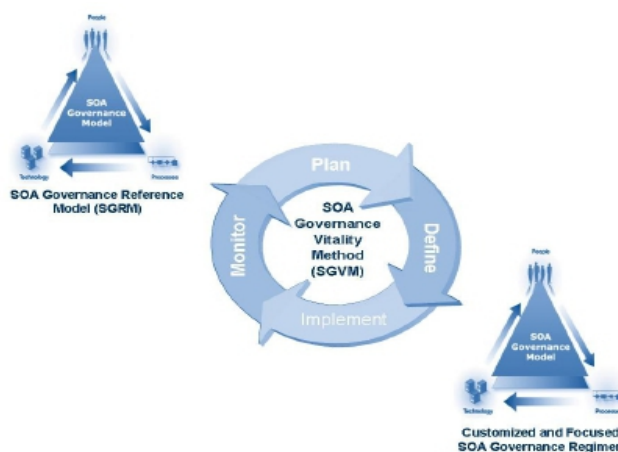 People
SOA
Governance
Model
Technology
Processes
SOA Governance Reference
Model (SGRM)
Plan
Define
Implement
Monitor
SOA
Governance
Vitality
Method
(SGVM)
People
SOA
Governance
Model
Technology
Processes
Customized and Focused
SOA Governance Regimen